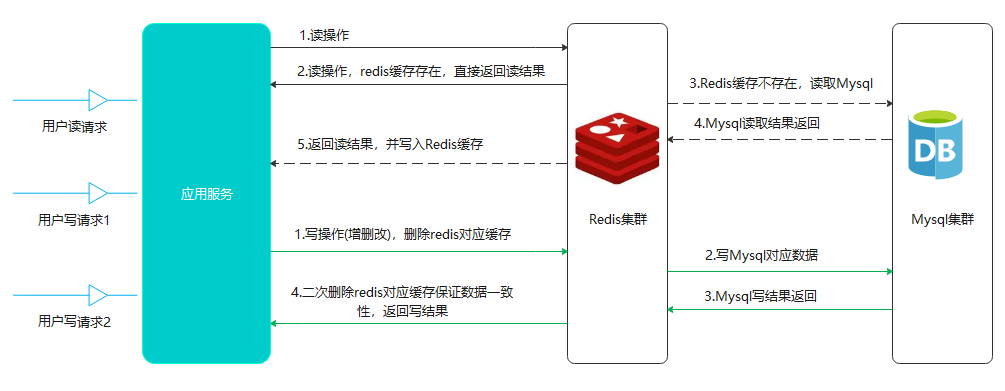 1.读操作
2.读操作，redis缓存存在，直接返回读结果
3.Redis缓存不存在，读取Mysql
4.Mysql读取结果返回
用户读请求
5.返回读结果，并写入Redis缓存
DB
应用服务
用户写请求1
Redis集群
Mysql集群
1.写操作(增删改)，删除redis对应缓存
2.写Mysql对应数据
4.二次删除redis对应缓存保证数据一致
性，返回写结果
3.Mysql写结果返回
用户写请求2